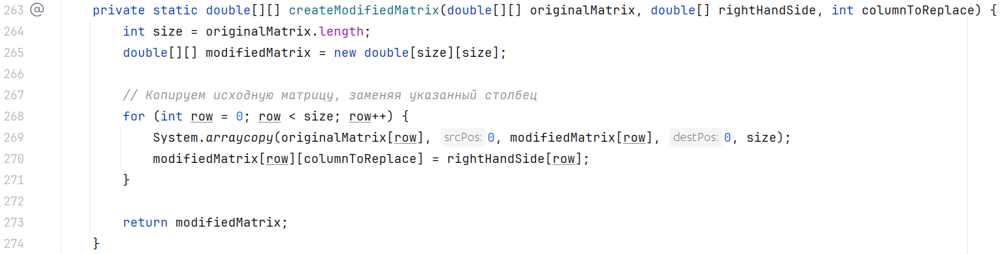 263 @ private static double[][] createModifiedMatrix(double[][] originalMatrix, double[] rightHandSide, int columnToReplace) {
264     int size = originalMatrix.length;
265     double[][] modifiedMatrix = new double[size][size];
266
267     // Копируем исходную матрицу, заменяя указанный столбец
268     for (int row = 0; row < size; row++) {
269         System.arraycopy(originalMatrix[row], srcPos: 0, modifiedMatrix[row], destPos: 0, size);
270         modifiedMatrix[row][columnToReplace] = rightHandSide[row];
271     }
272
273     return modifiedMatrix;
274 }